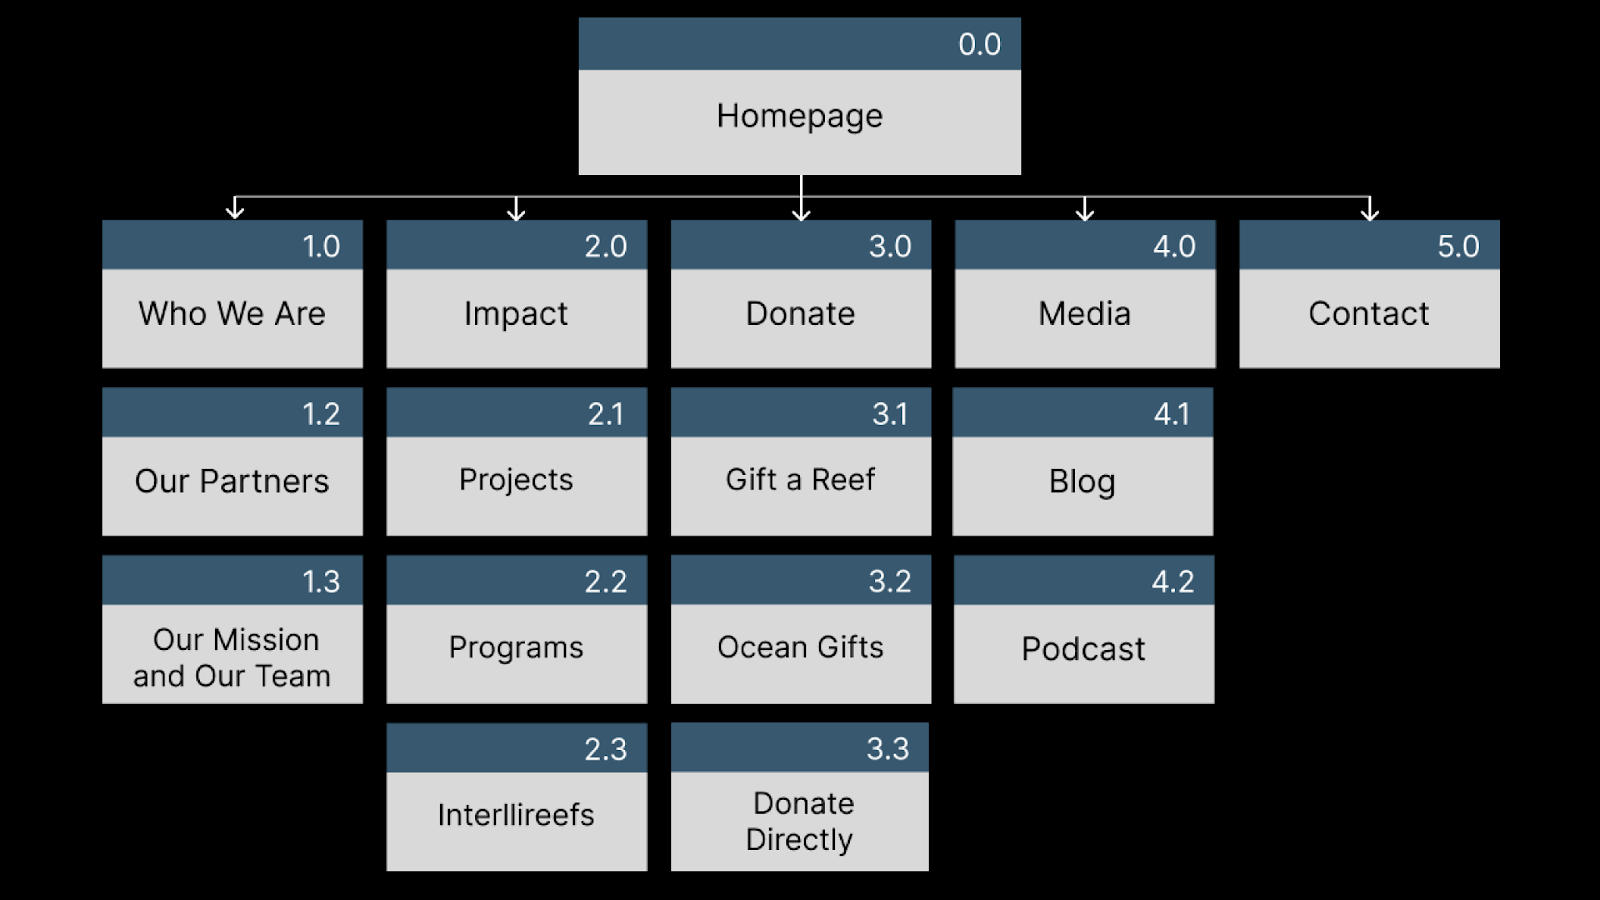 0.0
Homepage
1.0
Who We Are
2.0
Impact
3.0
Donate
4.0
Media
5.0
Contact
1.2
Our Partners
2.1
Projects
3.1
Gift a Reef
4.1
Blog
1.3
Our Mission
and Our Team
2.2
Programs
3.2
Ocean Gifts
4.2
Podcast
2.3
Interllireefs
3.3
Donate
Directly